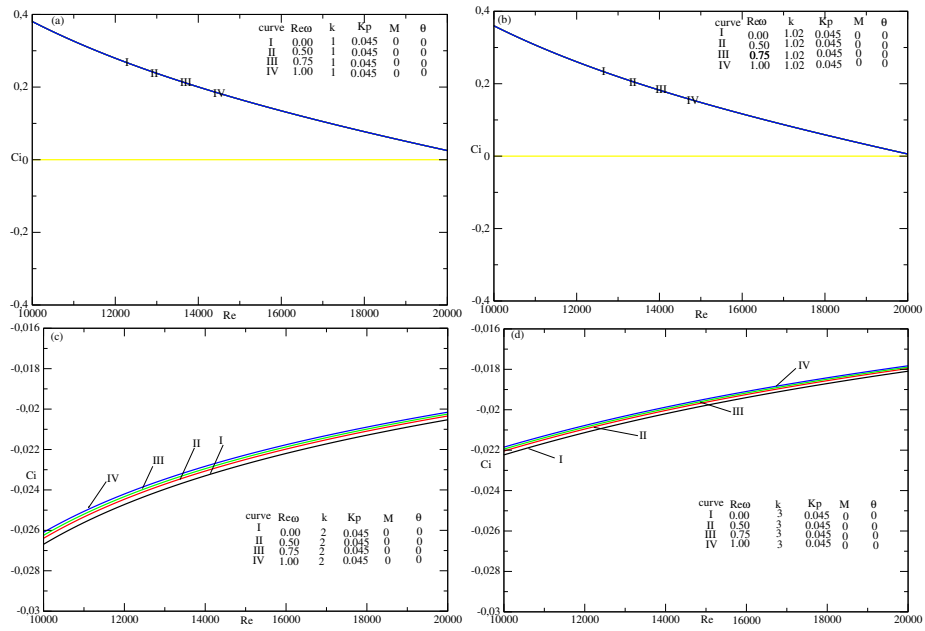 (a)
curve Reω k Kp M θ
I 0.00 1 0.045 0 0
II 0.50 1 0.045 0 0
III 0.75 1 0.045 0 0
IV 1.00 1 0.045 0 0
I II III IV
0,4
0,2
Ci 0
-0,2
-0,4
10000 12000 14000 16000 18000 20000
Re
(b)
curve Reω k Kp M θ
I 0.00 1.02 0.045 0 0
II 0.50 1.02 0.045 0 0
III 0.75 1.02 0.045 0 0
IV 1.00 1.02 0.045 0 0
I II III IV
0,4
0,2
Ci 0
-0,2
-0,4
10000 12000 14000 16000 18000 20000
Re
(c)
-0,016
-0,018
-0,02
-0,022
Ci
-0,024
-0,026
-0,028
-0,03
IV III II I
curve Reω k Kp M θ
I 0.00 2 0.045 0 0
II 0.50 2 0.045 0 0
III 0.75 2 0.045 0 0
IV 1.00 2 0.045 0 0
10000 12000 14000 16000 18000 20000
Re
(d)
-0,016
-0,018
-0,02
-0,022
Ci
-0,024
-0,026
-0,028
-0,03
IV
III
II
I
curve Reω k Kp M θ
I 0.00 3 0.045 0 0
II 0.50 3 0.045 0 0
III 0.75 3 0.045 0 0
IV 1.00 3 0.045 0 0
10000 12000 14000 16000 18000 20000
Re